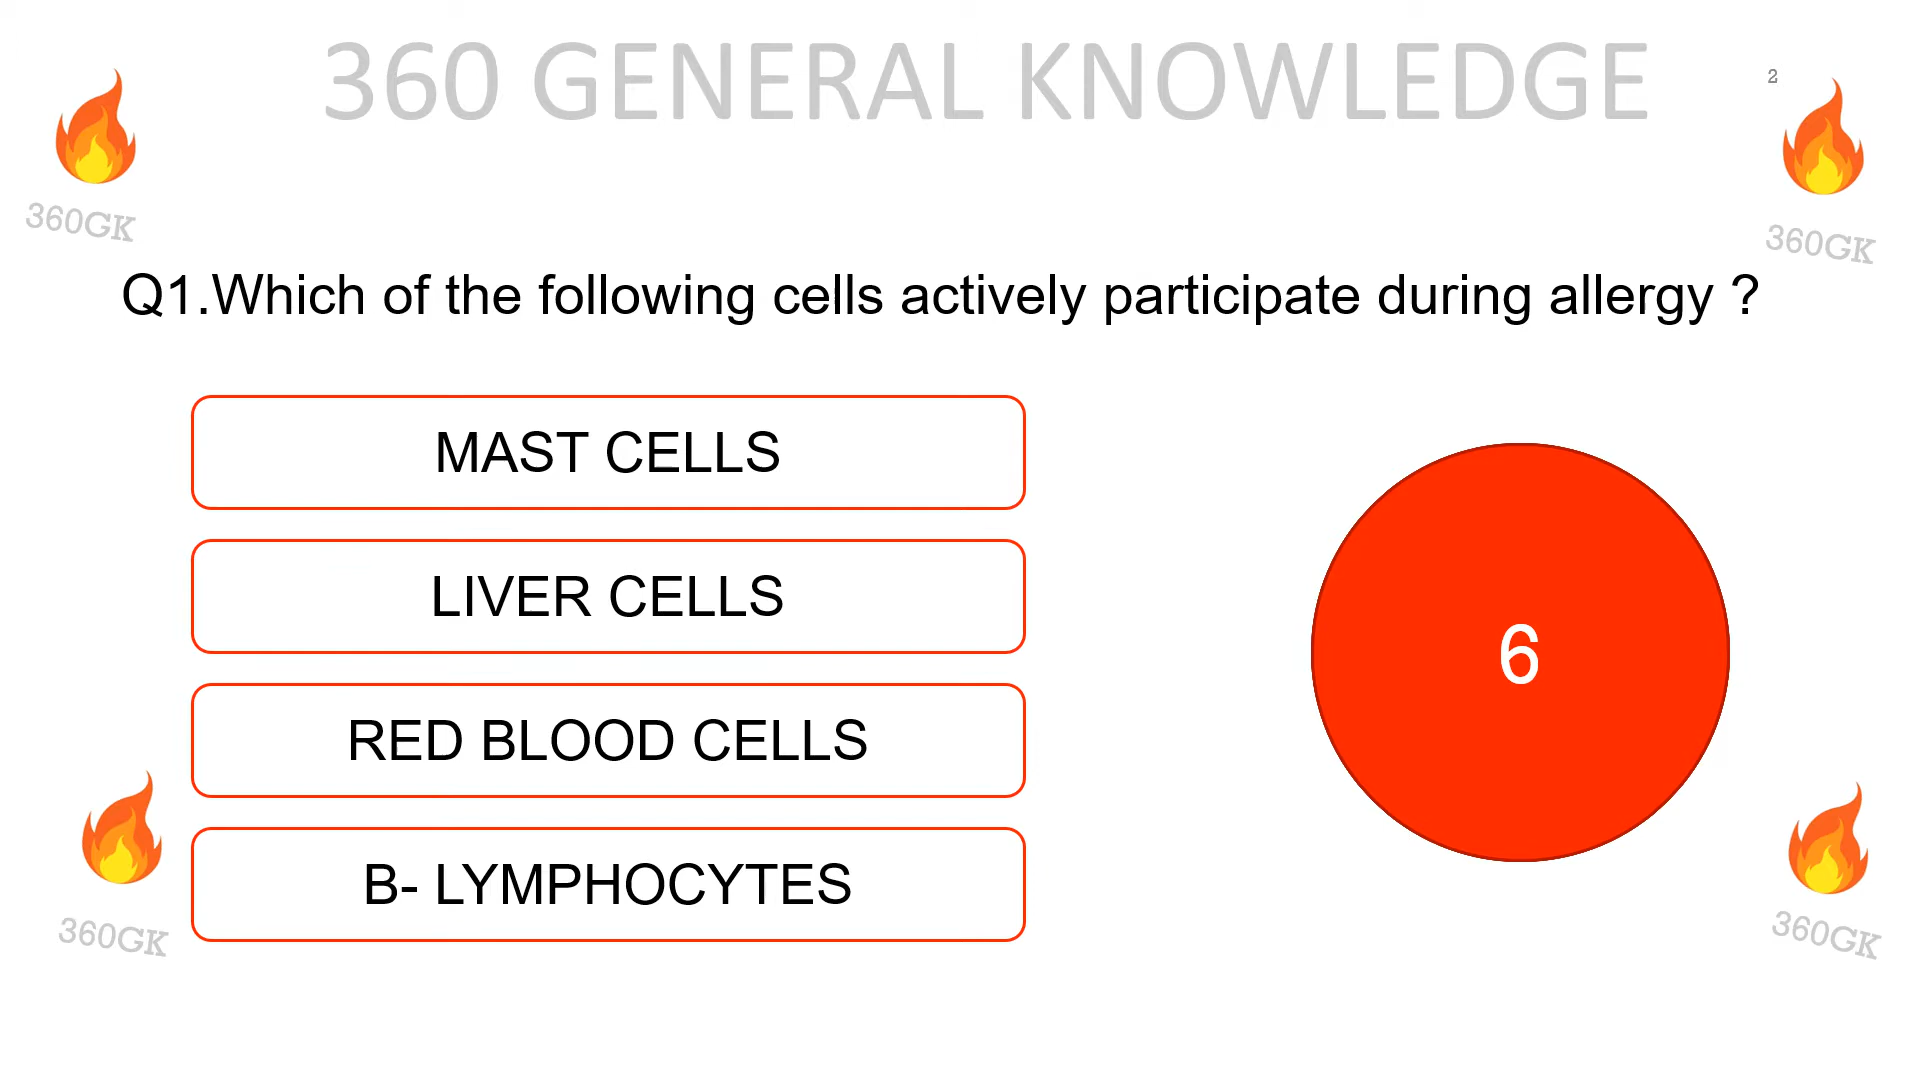 360 GENERAL KNOWLEDGE
2
360GK
360GK
Q1.Which of the following cells actively participate during allergy ?
MAST CELLS
LIVER CELLS
6
RED BLOOD CELLS
B- LYMPHOCYTES
360GK
360GK